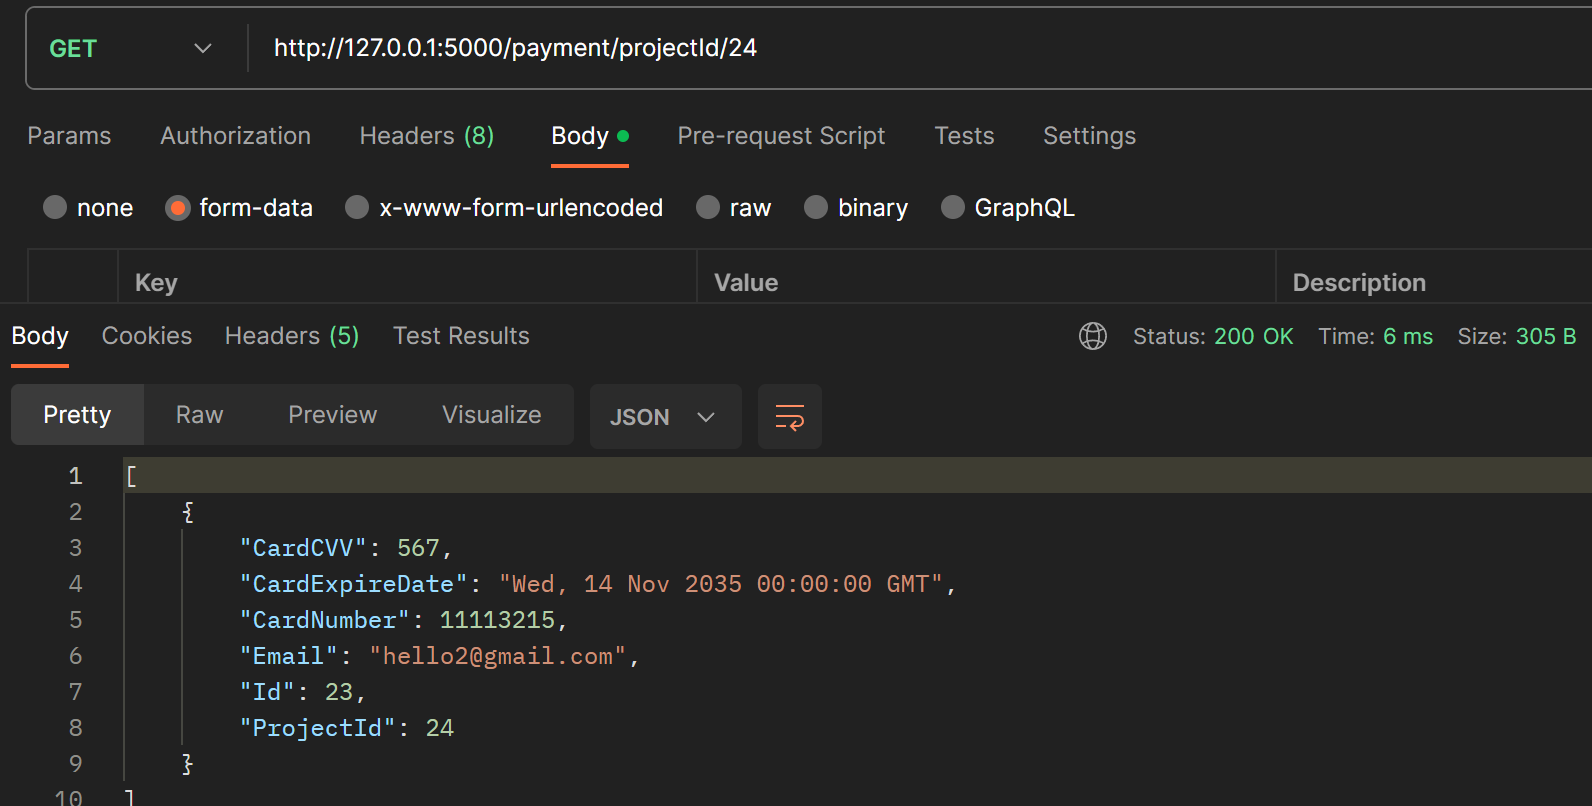 GET http://127.0.0.1:5000/payment/projectId/24
Params Authorization Headers (8) Body Pre-request Script Tests Settings
none form-data x-www-form-urlencoded raw binary GraphQL
Key Value Description
Body Cookies Headers (5) Test Results Status: 200 OK Time: 6 ms Size: 305 B
Pretty Raw Preview Visualize JSON
1 [
2 {
3 "CardCVV": 567,
4 "CardExpireDate": "Wed, 14 Nov 2035 00:00:00 GMT",
5 "CardNumber": 11113215,
6 "Email": "hello2@gmail.com",
7 "Id": 23,
8 "ProjectId": 24
9 }
10 ]